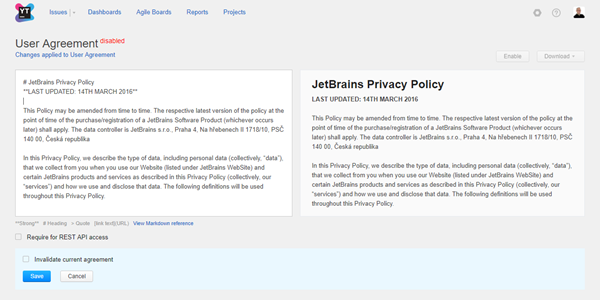 YT
Issues
Dashboards
Agile Boards
Reports
Projects
User Agreement disabled
Changes applied to User Agreement
Enable
Download
# JetBrains Privacy Policy
**LAST UPDATED: 14TH MARCH 2016**
This Policy may be amended from time to time. The respective latest version of the policy at the
point of time of the purchase/registration of a JetBrains Software Product (whichever occurs
later) shall apply. The data controller is JetBrains s.r.o., Praha 4, Na hřebenech II 1718/10, PSČ
140 00, Česká republika
In this Privacy Policy, we describe the type of data, including personal data (collectively, “data”),
that we collect from you when you use our Website (listed under JetBrains WebSite) and
certain JetBrains products and services as described in this Privacy Policy (collectively, our
“services”) and how we use and disclose that data. The following definitions will be used
throughout this Privacy Policy.
JetBrains Privacy Policy
LAST UPDATED: 14TH MARCH 2016
This Policy may be amended from time to time. The respective latest version of the policy at the
point of time of the purchase/registration of a JetBrains Software Product (whichever occurs
later) shall apply. The data controller is JetBrains s.r.o., Praha 4, Na hřebenech II 1718/10, PSČ
140 00, Česká republika
In this Privacy Policy, we describe the type of data, including personal data (collectively, “data”),
that we collect from you when you use our Website (listed under JetBrains WebSite) and
certain JetBrains products and services as described in this Privacy Policy (collectively, our
“services”) and how we use and disclose that data. The following definitions will be used
throughout this Privacy Policy.
**Strong** # Heading > Quote [link text](URL) View Markdown reference
Require for REST API access
Invalidate current agreement
Save
Cancel